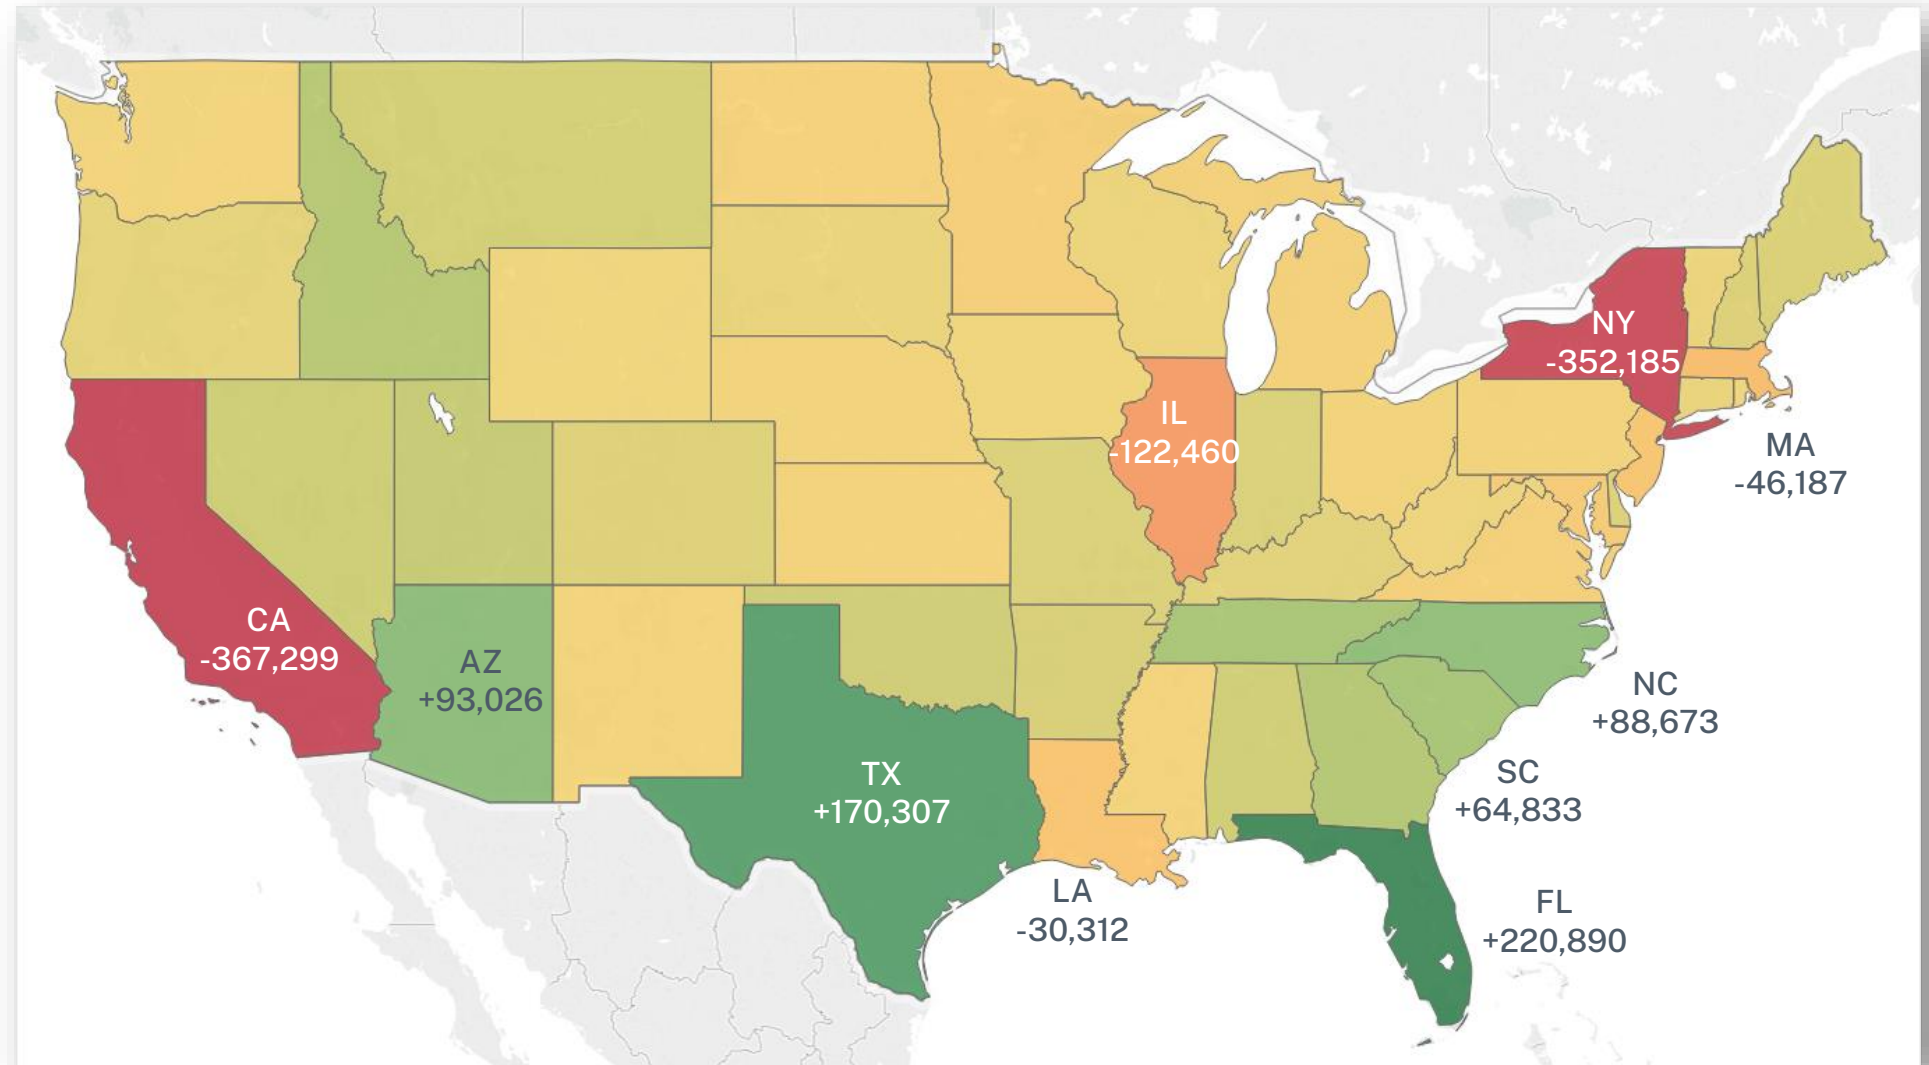 NY
-352,185
IL
-122,460
MA
-46,187
CA
-367,299
AZ
+93,026
NC
+88,673
TX
+170,307
SC
+64,833
LA
-30,312
FL
+220,890